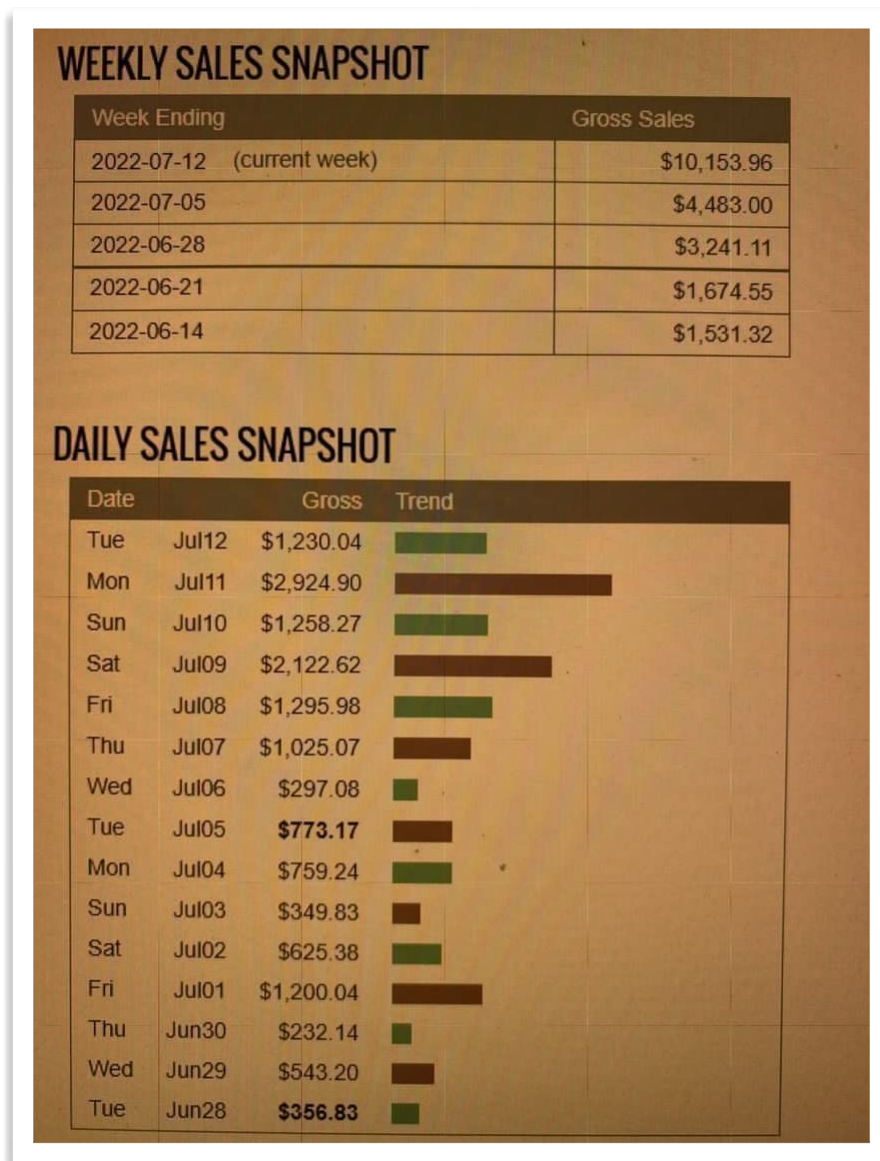 WEEKLY SALES SNAPSHOT
Week Ending Gross Sales
2022-07-12 (current week) $10,153.96
2022-07-05 $4,483.00
2022-06-28 $3,241.11
2022-06-21 $1,674.55
2022-06-14 $1,531.32
DAILY SALES SNAPSHOT
Date Gross Trend
Tue Jul12 $1,230.04
Mon Jul11 $2,924.90
Sun Jul10 $1,258.27
Sat Jul09 $2,122.62
Fri Jul08 $1,295.98
Thu Jul07 $1,025.07
Wed Jul06 $297.08
Tue Jul05 $773.17
Mon Jul04 $759.24
Sun Jul03 $349.83
Sat Jul02 $625.38
Fri Jul01 $1,200.04
Thu Jun30 $232.14
Wed Jun29 $543.20
Tue Jun28 $356.83